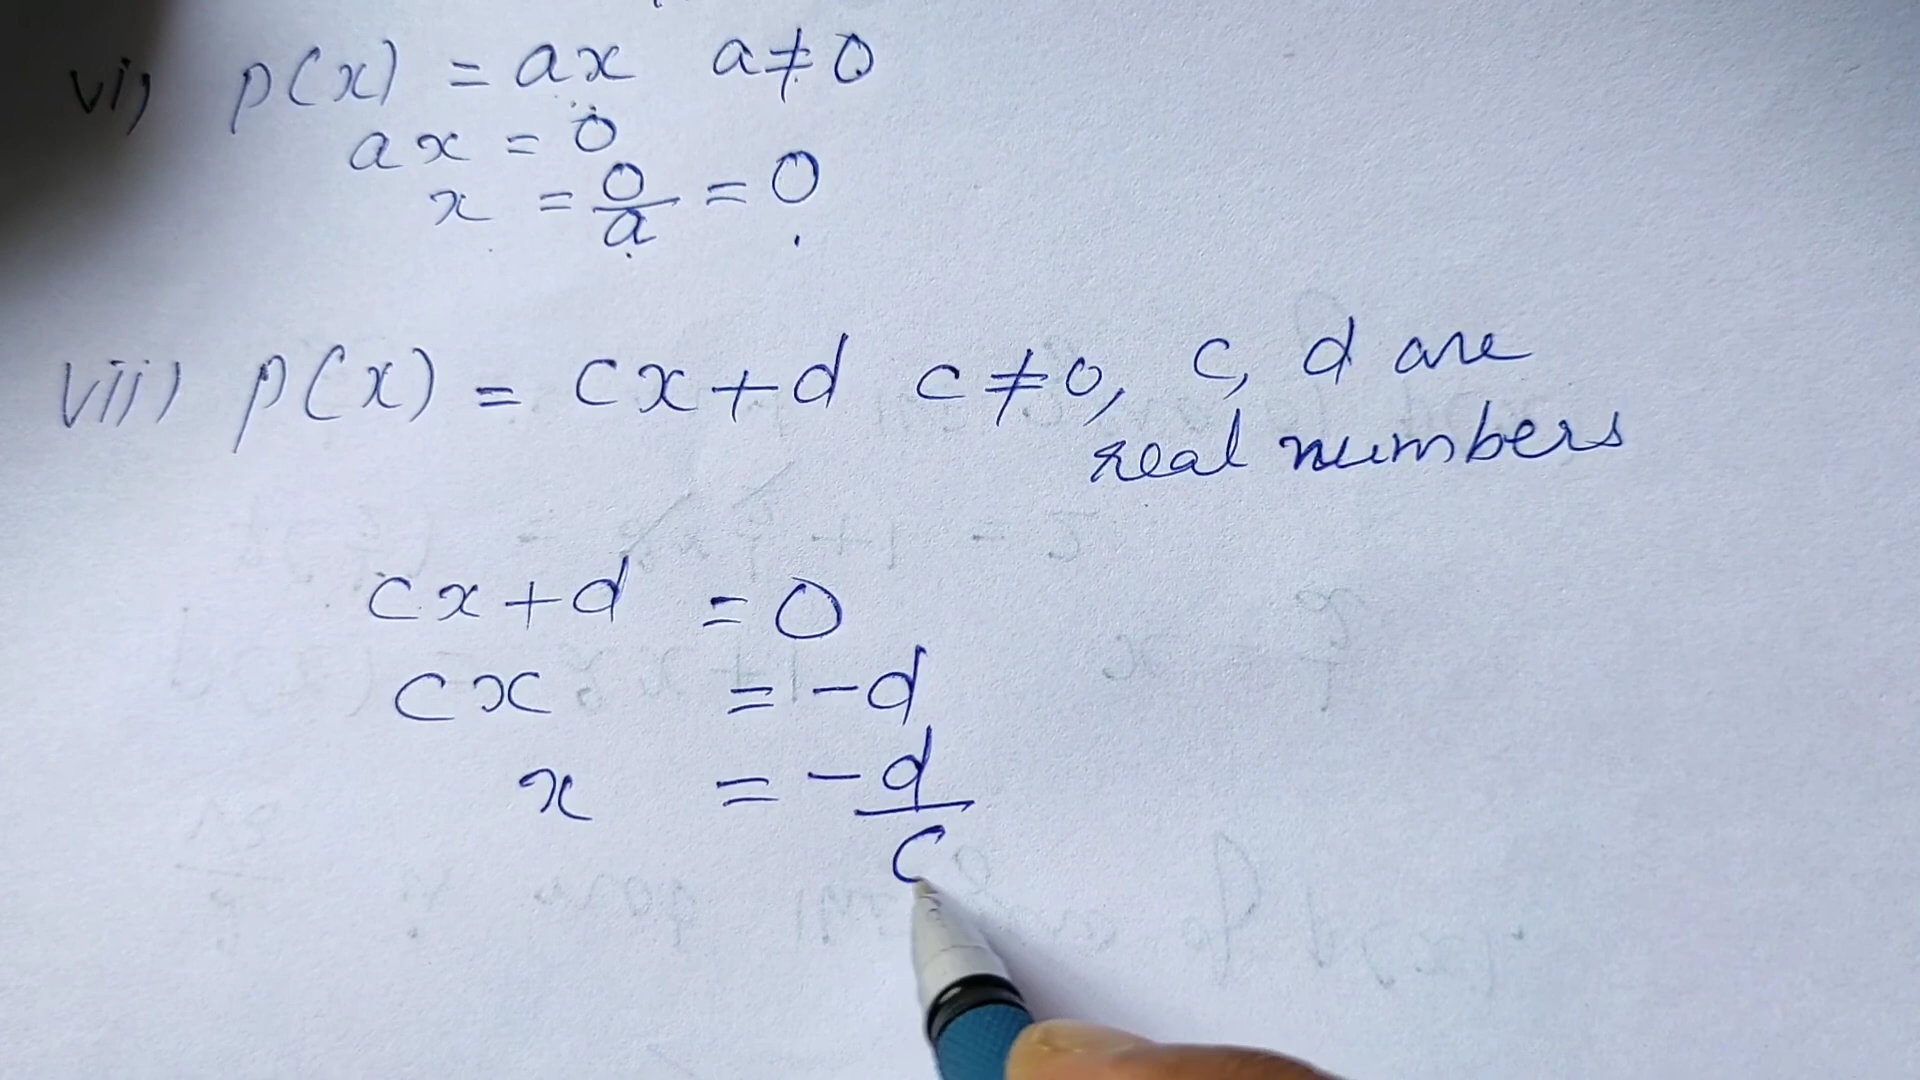 vi) p(x) = ax a≠0
ax = 0
x = 0/a = 0
vii) p(x) = cx+d c≠0, c, d are
real numbers
cx+d = 0
cx = -d
x = -d/c